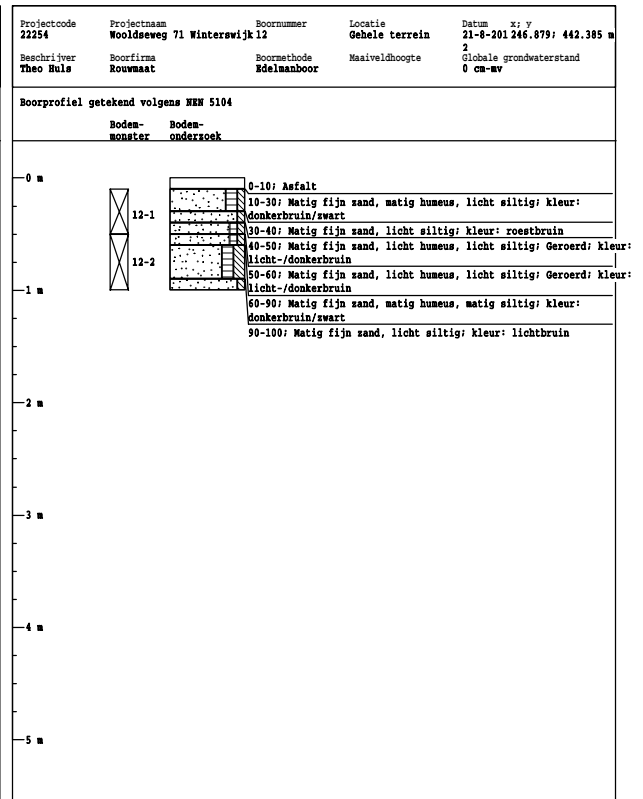 Projectcode Projectnaam Boornummer Locatie Datum x; y
22254 Wooldseweg 71 Winterswijk 12 Gehele terrein 21-8-201 246.879; 442.385 m
2
Beschrijver Boorfirma Boormethode Maaiveldhoogte Globale grondwaterstand
Theo Huls Rouwmaat Edelmanboor 0 cm-mv
Boorprofiel getekend volgens NEN 5104
Bodem- Bodem-
monster onderzoek
0 m
0-10; Asfalt
10-30; Matig fijn zand, matig humeus, licht siltig; kleur:
donkerbruin/zwart
12-1
30-40; Matig fijn zand, licht siltig; kleur: roestbruin
40-50; Matig fijn zand, licht humeus, licht siltig; Geroerd; kleur:
licht-/donkerbruin
12-2
50-60; Matig fijn zand, licht humeus, licht siltig; Geroerd; kleur:
licht-/donkerbruin
1 m
60-90; Matig fijn zand, matig humeus, matig siltig; kleur:
donkerbruin/zwart
90-100; Matig fijn zand, licht siltig; kleur: lichtbruin
2 m
3 m
4 m
5 m